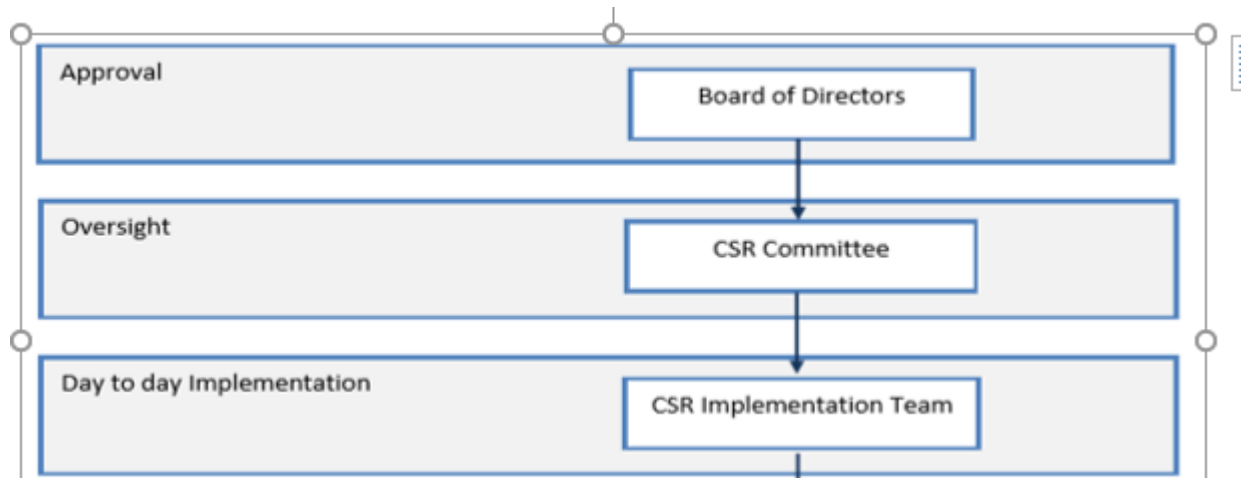 Approval
Board of Directors
Oversight
CSR Committee
Day to day Implementation
CSR Implementation Team